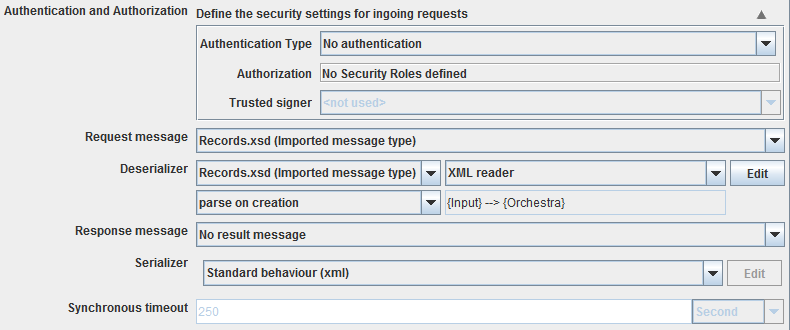 Authentication and Authorization Define the security settings for ingoing requests
Authentication Type No authentication
Authorization No Security Roles defined
Trusted signer <not used>
Request message Records.xsd (Imported message type)
Deserializer Records.xsd (Imported message type) XML reader Edit
parse on creation {Input} --> {Orchestra}
Response message No result message
Serializer Standard behaviour (xml) Edit
Synchronous timeout 250 Second